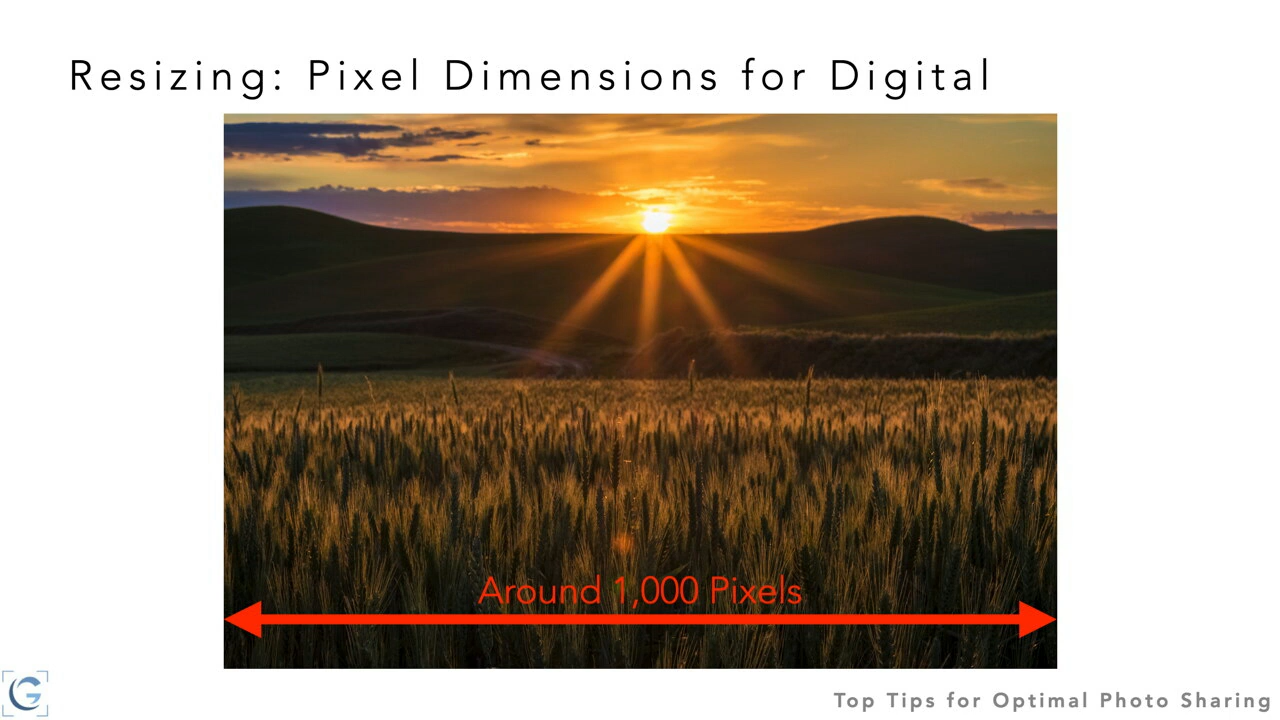 Resizing: Pixel Dimensions for Digital
Around 1,000 Pixels
G
Top Tips for Optimal Photo Sharing